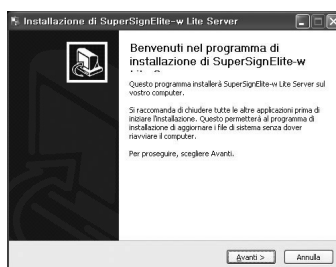 Installazione di SuperSignElite-w Lite Server
Benvenuti nel programma di
installazione di SuperSignElite-w
Questo programma installerà SuperSignElite-w Lite Server sul
vostro computer.
Si raccomanda di chiudere tutte le altre applicazioni prima di
iniziare l'installazione. Questo permetterà al programma di
installazione di aggiornare i file di sistema senza dover
riavviare il computer.
Per proseguire, scegliere Avanti.
Avanti >
Annulla